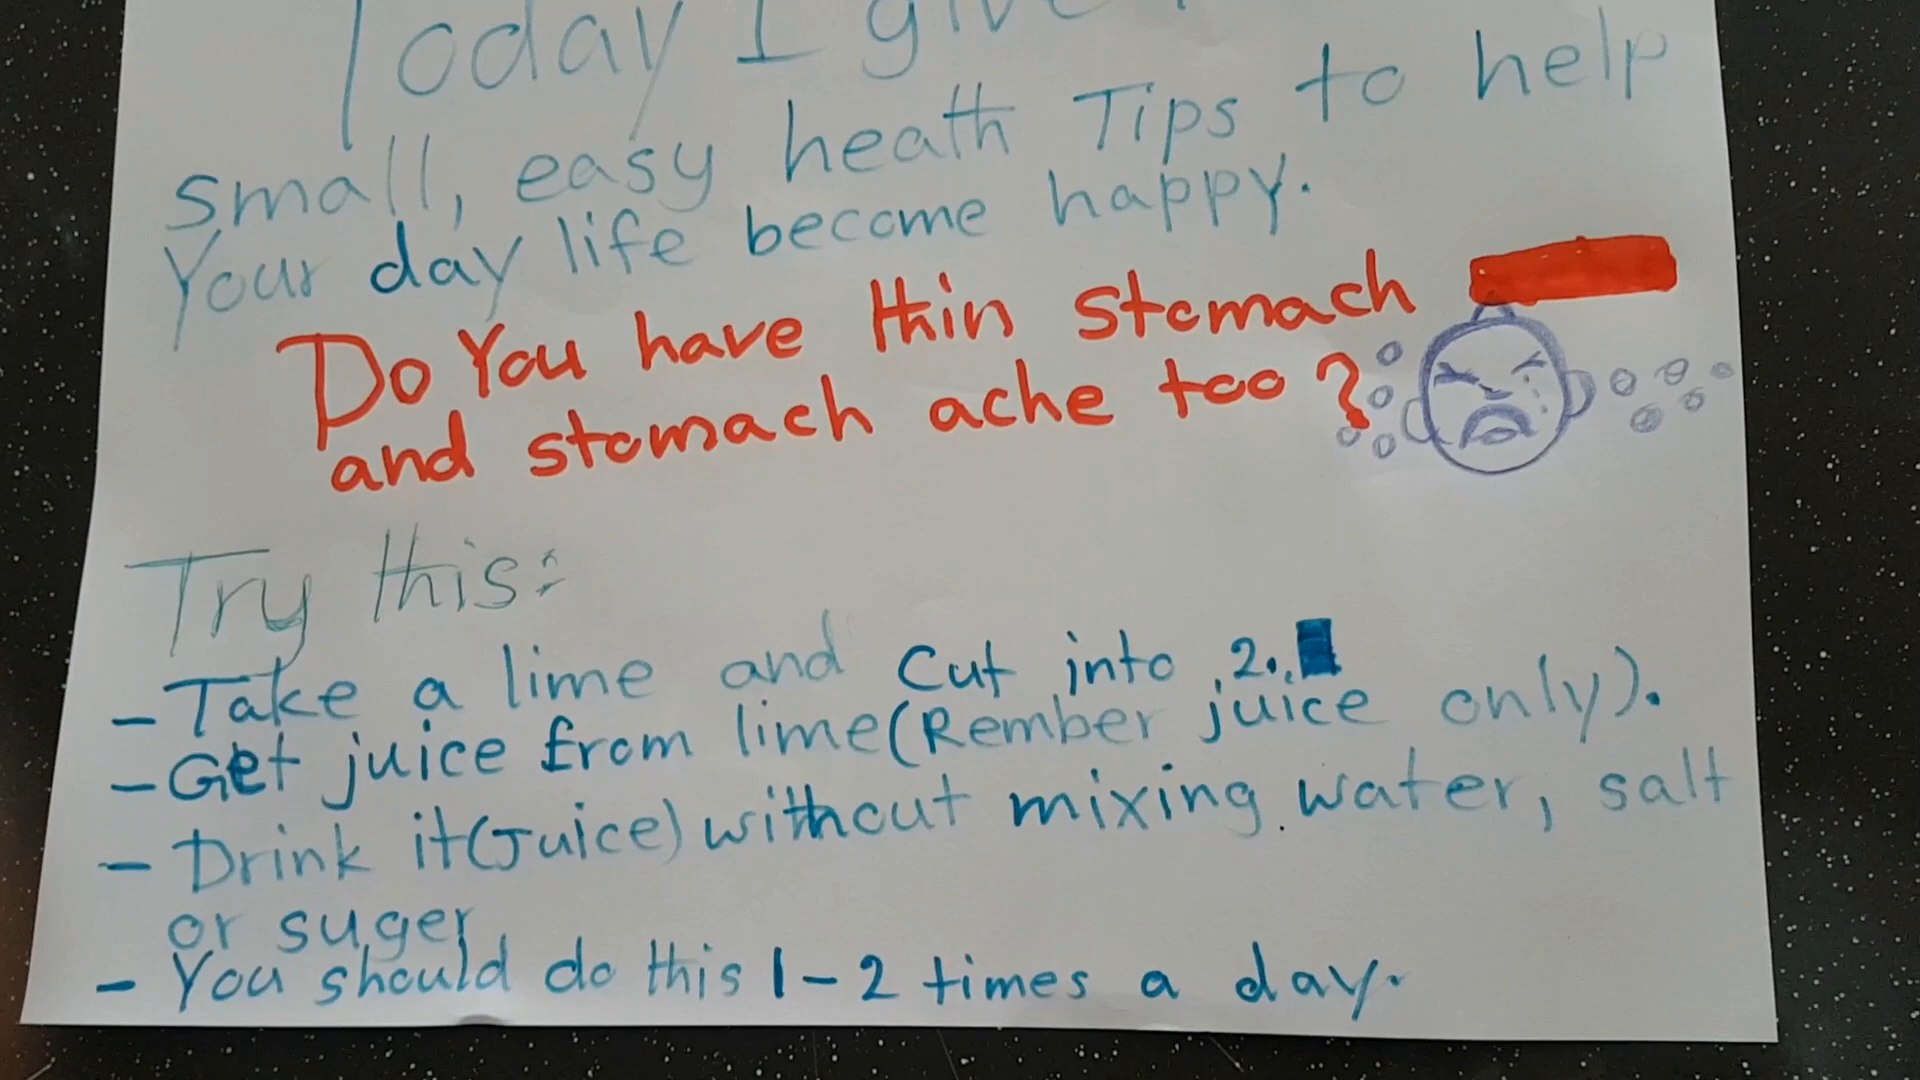 Today I give
small, easy heath Tips to help
Your day life become happy.
Do You have thin stomach
and stomach ache too?
Try this:
- Take a lime and Cut into 2.
- Get juice from lime (Rember juice only).
- Drink it (Juice) without mixing water, salt
or suger
- You should do this 1-2 times a day.